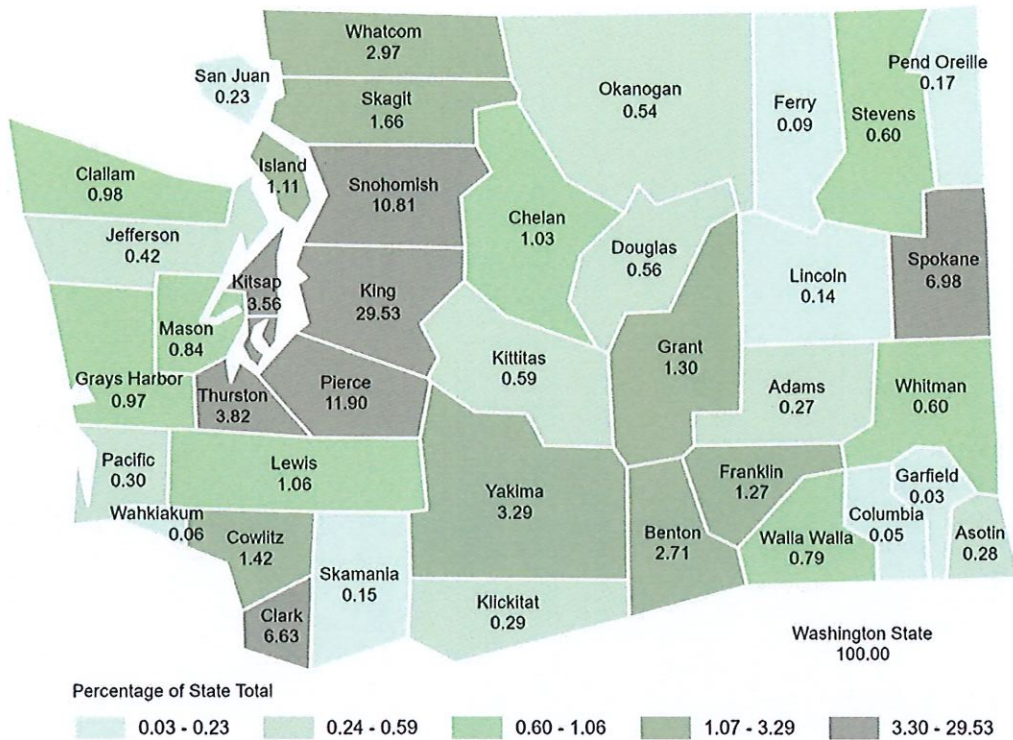 Whatcom
2.97
San Juan
0.23
Skagit
1.66
Okanogan
0.54
Ferry
0.09
Stevens
0.60
Pend Oreille
0.17
Clallam
0.98
Island
1.11
Snohomish
10.81
Chelan
1.03
Jefferson
0.42
Douglas
0.56
Kitsap
3.56
King
29.53
Lincoln
0.14
Spokane
6.98
Mason
0.84
Kittitas
0.59
Grant
1.30
Grays Harbor
0.97
Thurston
3.82
Pierce
11.90
Adams
0.27
Whitman
0.60
Pacific
0.30
Lewis
1.06
Yakima
3.29
Franklin
1.27
Garfield
0.03
Wahkiakum
0.06
Cowlitz
1.42
Benton
2.71
Walla Walla
0.79
Columbia
0.05
Asotin
0.28
Skamania
0.15
Klickitat
0.29
Clark
6.63
Washington State
100.00
Percentage of State Total
0.03 - 0.23
0.24 - 0.59
0.60 - 1.06
1.07 - 3.29
3.30 - 29.53